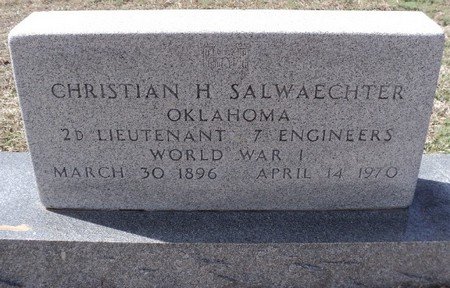 CHRISTIAN H SALWAECHTER
OKLAHOMA
2D LIEUTENANT 7 ENGINEERS
WORLD WAR I
MARCH 30 1896 APRIL 14 1970